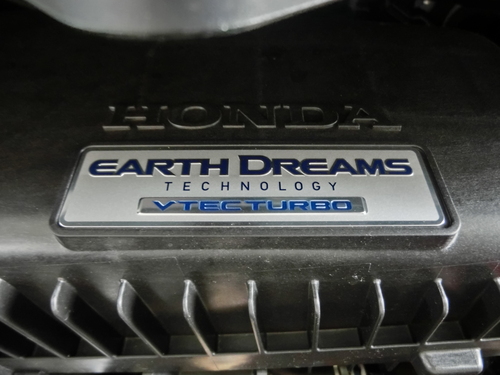 HONDA
EARTH DREAMS
TECHNOLOGY
VTEC TURBO